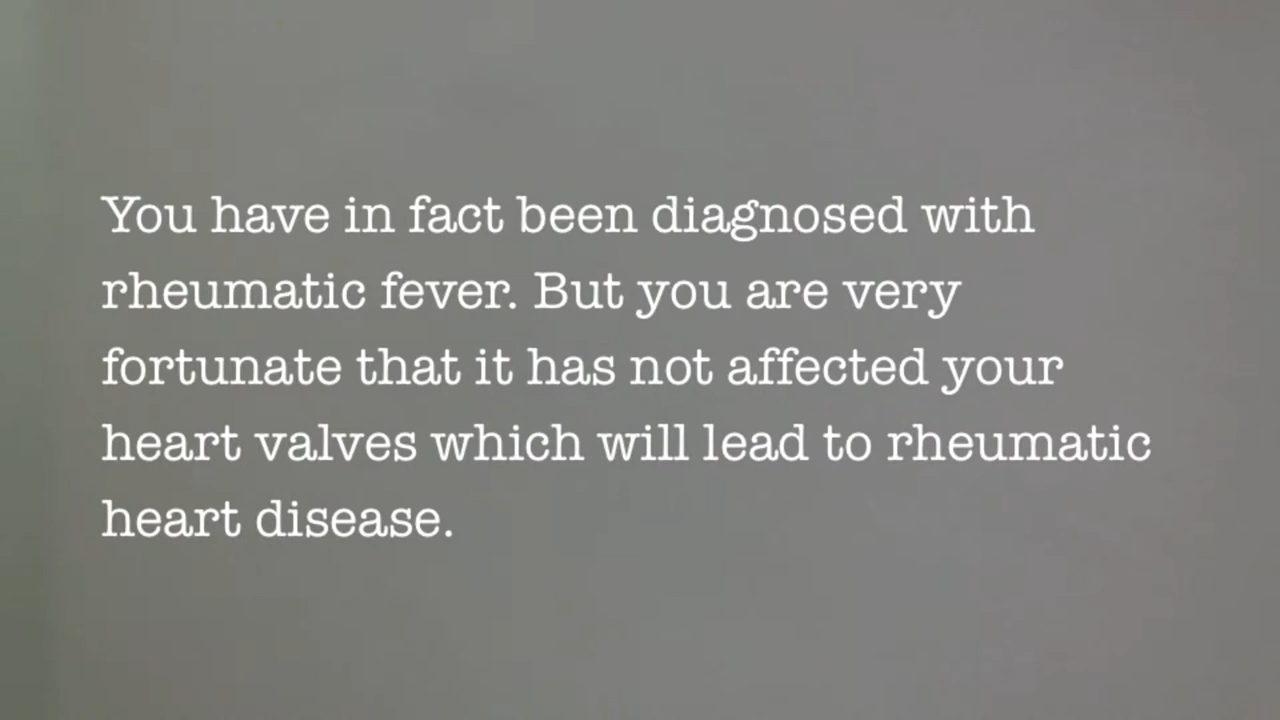 You have in fact been diagnosed with
rheumatic fever. But you are very
fortunate that it has not affected your
heart valves which will lead to rheumatic
heart disease.